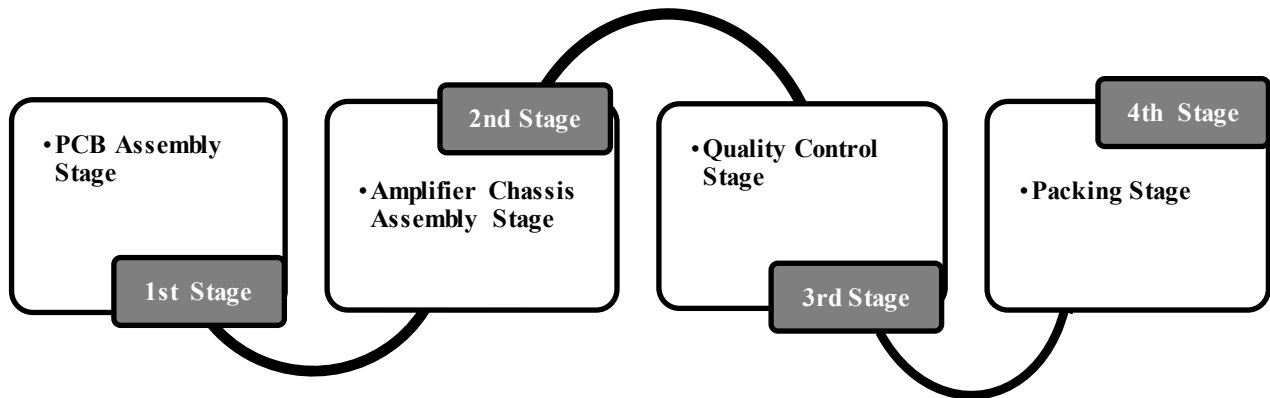 •PCB Assembly
Stage
1st Stage
2nd Stage
•Amplifier Chassis
Assembly Stage
•Quality Control
Stage
3rd Stage
4th Stage
•Packing Stage